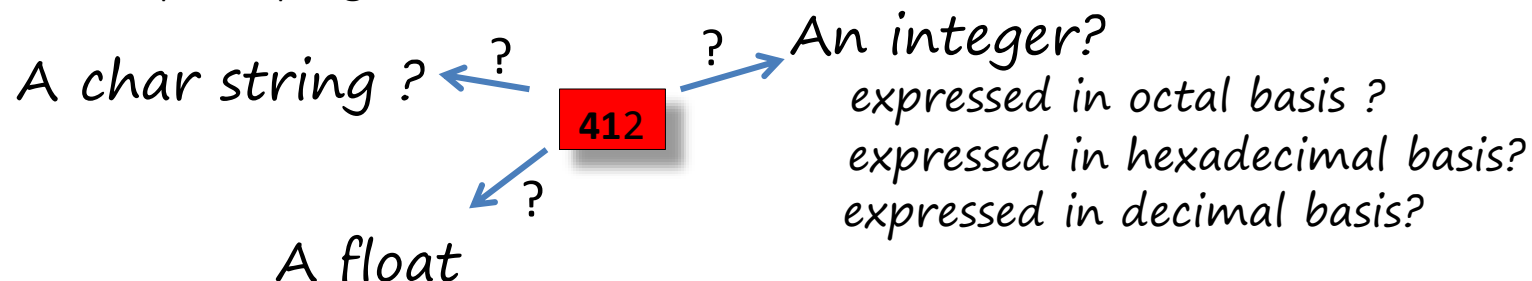 An integer?
? ?
A char string ?
expressed in octal basis ?
412
expressed in hexadecimal basis?
?
expressed in decimal basis?
A float